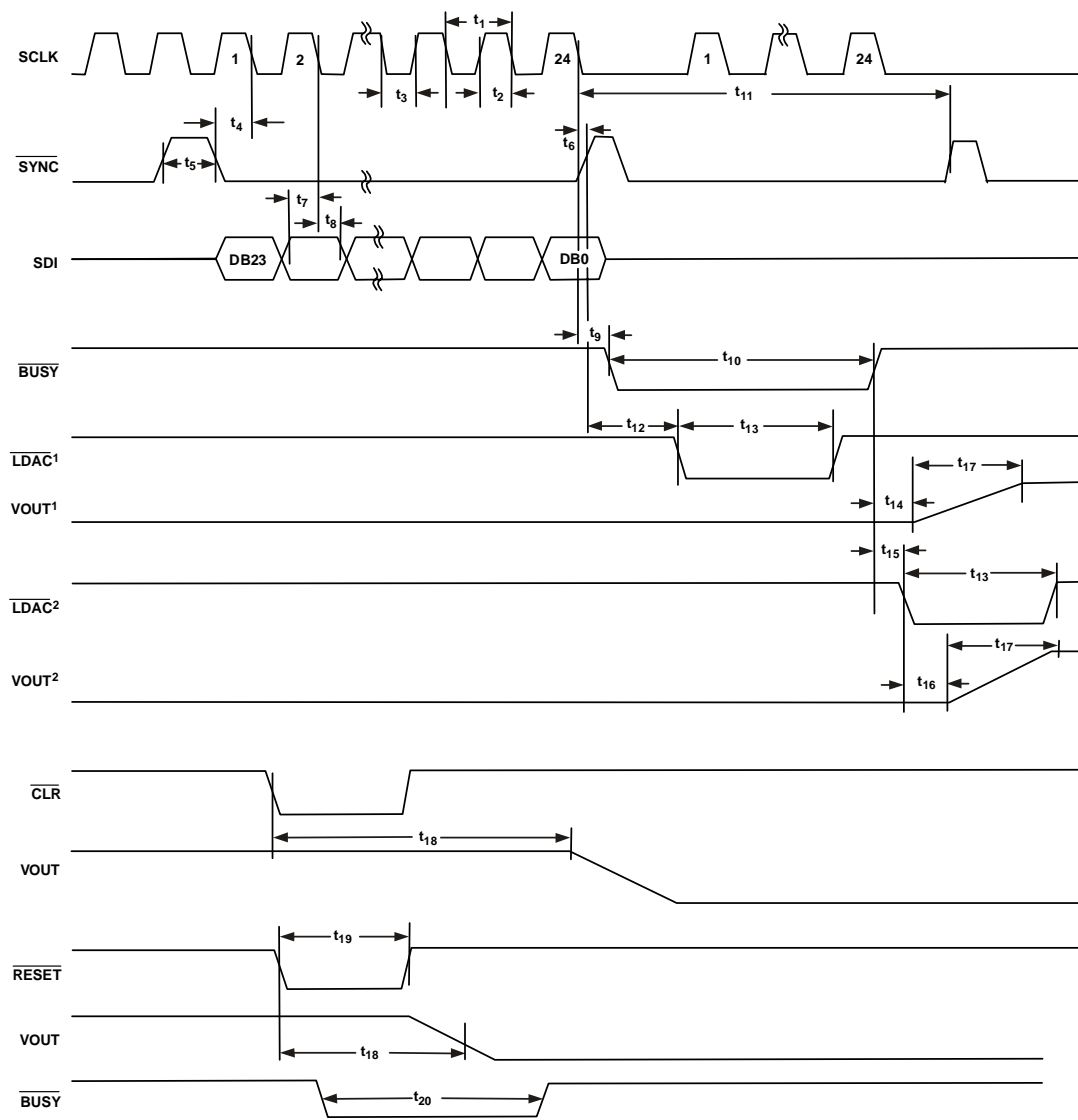 t1
SCLK 1 2 24 1 24
t3 t2
t11
t4
t6
SYNC
t5
t7
t8
SDI DB23 DB0
t9
t10
BUSY
t12 t13
LDAC1
t17
VOUT1
t14
t15
t13
LDAC2
t17
VOUT2
t16
CLR
t18
VOUT
t19
RESET
VOUT
t18
BUSY
t20